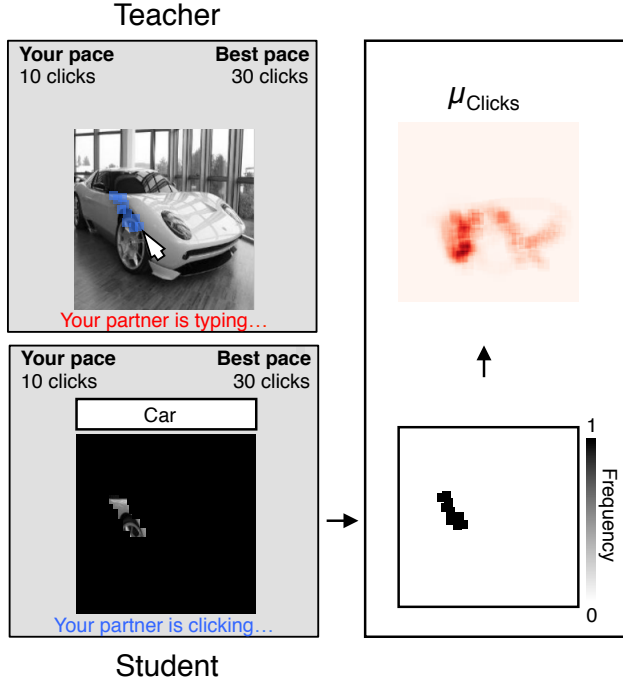 Teacher
Your pace Best pace
10 clicks 30 clicks
Your partner is typing...
Your pace Best pace
10 clicks 30 clicks
Car
Your partner is clicking...
Student
μClicks
1
Frequency
0